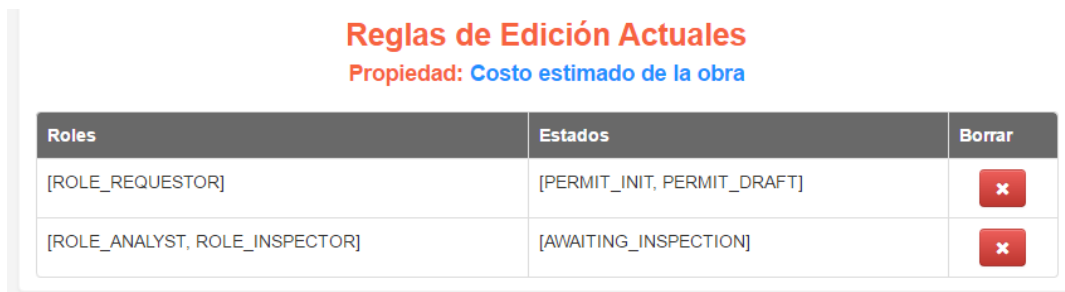 Reglas de Edición Actuales
Propiedad: Costo estimado de la obra
Roles Estados Borrar
[ROLE_REQUESTOR] [PERMIT_INIT, PERMIT_DRAFT]
[ROLE_ANALYST, ROLE_INSPECTOR] [AWAITING_INSPECTION]